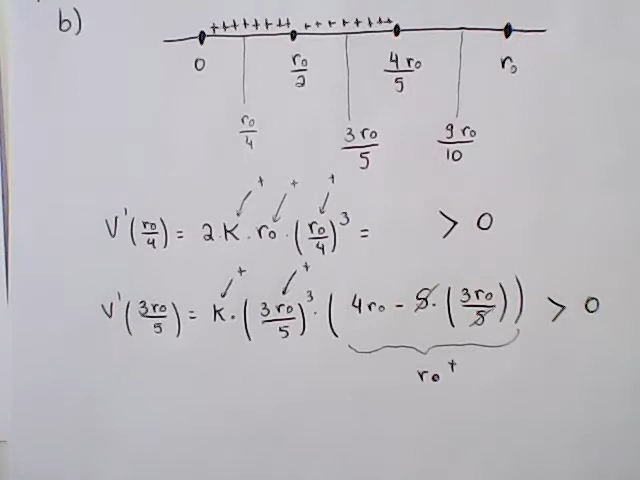 b)
+++++++ ++++++++
0 r₀/2 4r₀/5 r₀
r₀/4 3r₀/5 9r₀/10
+ + +
V'(r₀/4) = 2·K·r₀·(r₀/4)³ = > 0
+ +
V'(3r₀/5) = K·(3r₀/5)³·(4r₀ - 5·(3r₀/5)) > 0
r₀ +